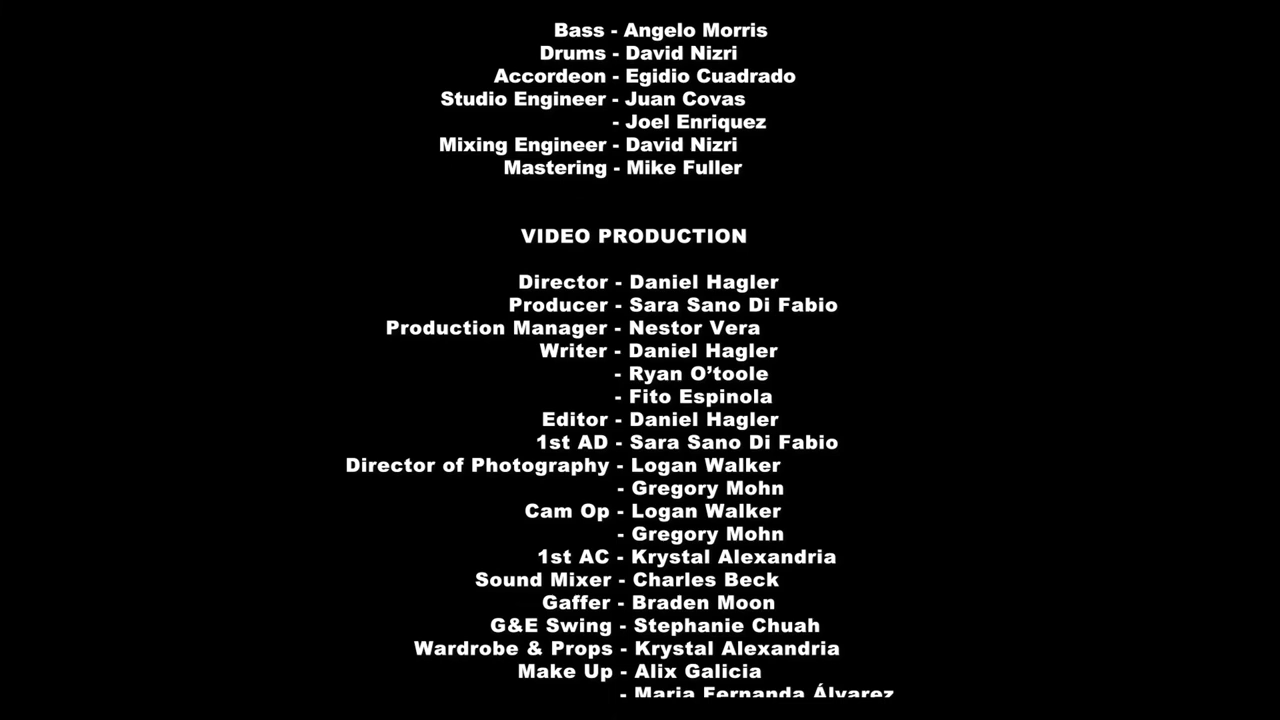 Bass - Angelo Morris
Drums - David Nizri
Accordeon - Egidio Cuadrado
Studio Engineer - Juan Covas
- Joel Enriquez
Mixing Engineer - David Nizri
Mastering - Mike Fuller
VIDEO PRODUCTION
Director - Daniel Hagler
Producer - Sara Sano Di Fabio
Production Manager - Nestor Vera
Writer - Daniel Hagler
- Ryan O’toole
- Fito Espinola
Editor - Daniel Hagler
1st AD - Sara Sano Di Fabio
Director of Photography - Logan Walker
- Gregory Mohn
Cam Op - Logan Walker
- Gregory Mohn
1st AC - Krystal Alexandria
Sound Mixer - Charles Beck
Gaffer - Braden Moon
G&E Swing - Stephanie Chuah
Wardrobe & Props - Krystal Alexandria
Make Up - Alix Galicia
- Maria Fernanda Álvarez